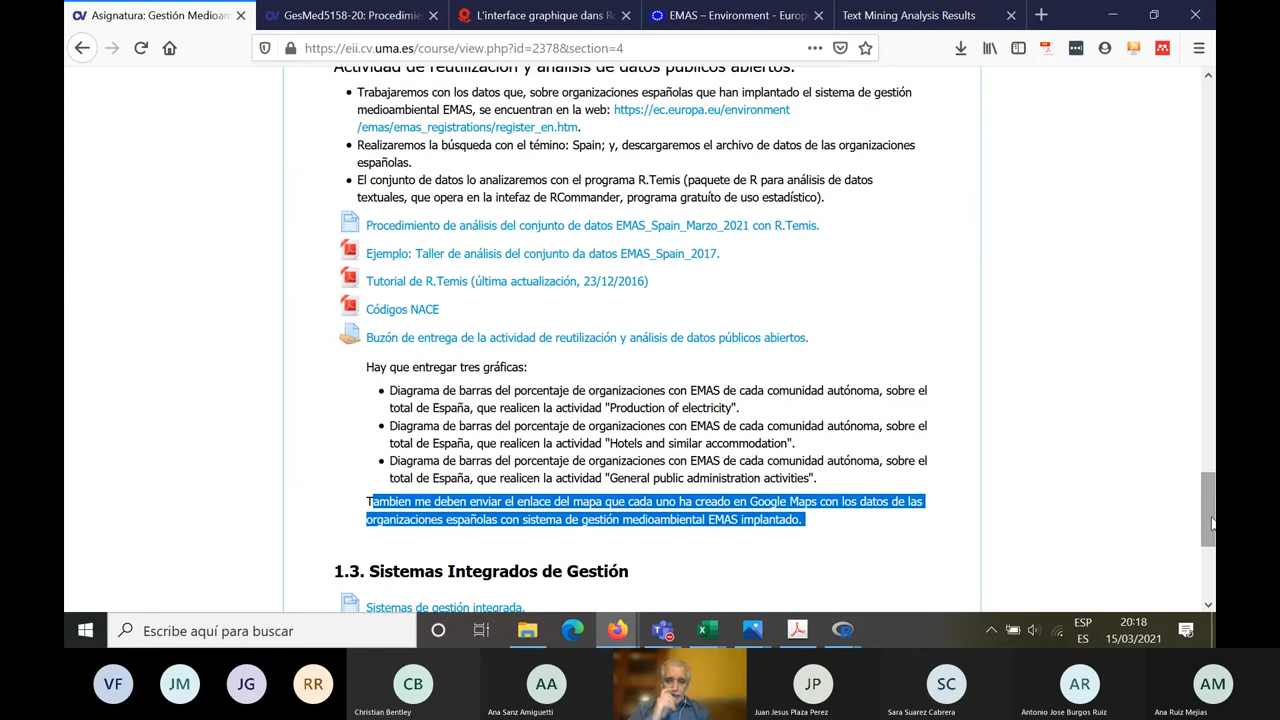 Asignatura: Gestión Medioam
GesMed5158-20: Procedimie
L'interface graphique dans R
EMAS – Environment - Europ
Text Mining Analysis Results
https://eii.cv.uma.es/course/view.php?id=2378&section=4
Actividad de reutilización y análisis de datos públicos abiertos.
Trabajaremos con los datos que, sobre organizaciones españolas que han implantado el sistema de gestión
medioambiental EMAS, se encuentran en la web: https://ec.europa.eu/environment
/emas/emas_registrations/register_en.htm.
Realizaremos la búsqueda con el témino: Spain; y, descargaremos el archivo de datos de las organizaciones
españolas.
El conjunto de datos lo analizaremos con el programa R.Temis (paquete de R para análisis de datos
textuales, que opera en la intefaz de RCommander, programa gratuíto de uso estadístico).
Procedimiento de análisis del conjunto de datos EMAS_Spain_Marzo_2021 con R.Temis.
Ejemplo: Taller de análisis del conjunto da datos EMAS_Spain_2017.
Tutorial de R.Temis (última actualización, 23/12/2016)
Códigos NACE
Buzón de entrega de la actividad de reutilización y análisis de datos públicos abiertos.
Hay que entregar tres gráficas:
Diagrama de barras del porcentaje de organizaciones con EMAS de cada comunidad autónoma, sobre el
total de España, que realicen la actividad "Production of electricity".
Diagrama de barras del porcentaje de organizaciones con EMAS de cada comunidad autónoma, sobre el
total de España, que realicen la actividad "Hotels and similar accommodation".
Diagrama de barras del porcentaje de organizaciones con EMAS de cada comunidad autónoma, sobre el
total de España, que realicen la actividad "General public administration activities".
Tambien me deben enviar el enlace del mapa que cada uno ha creado en Google Maps con los datos de las
organizaciones españolas con sistema de gestión medioambiental EMAS implantado.
1.3. Sistemas Integrados de Gestión
Sistemas de gestión integrada.
Escribe aquí para buscar
ESP
ES
20:18
15/03/2021
VF
JM
JG
RR
CB
AA
JP
SC
AR
AM
Christian Bentley
Ana Sanz Amiguetti
Juan Jesus Plaza Perez
Sara Suarez Cabrera
Antonio Jose Burgos Ruiz
Ana Ruiz Mejias